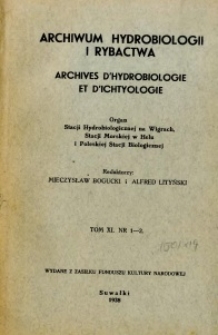 ARCHIWUM HYDROBIOLOGII
I RYBACTWA
ARCHIVES D'HYDROBIOLOGIE
ET D'ICHTYOLOGIE
Organ
Stacji Hydrobiologicznej na Wigrach,
Stacji Morskiej w Helu
i Poleskiej Stacji Biologicznej
Redaktorzy:
MIECZYSŁAW BOGUCKI i ALFRED LITYŃSKI
TOM XI. NR 1—2.
WYDANE Z ZASIŁKU FUNDUSZU KULTURY NARODOWEJ
Suwałki
1938